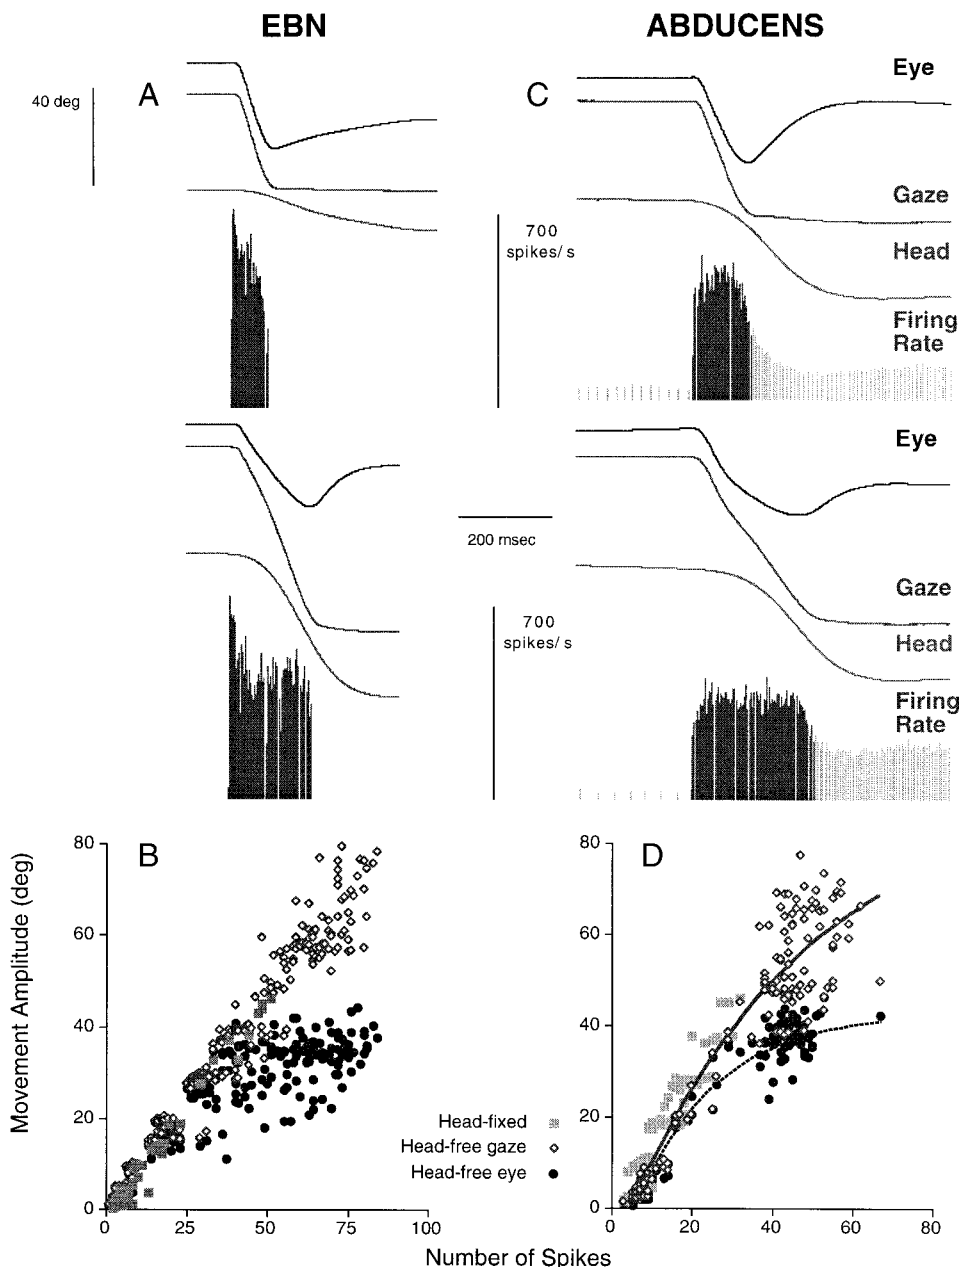 EBN
ABDUCENS
40 deg
A
C
Eye
Gaze
Head
Firing
Rate
700
spikes/s
Eye
200 msec
Gaze
Head
Firing
Rate
700
spikes/s
B
D
Movement Amplitude (deg)
80
60
40
20
0
80
60
40
20
0
Head-fixed
Head-free gaze
Head-free eye
0 25 50 75 100
0 20 40 60 80
Number of Spikes